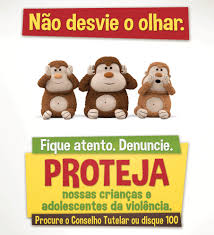 Não desvie o olhar.
Fique atento. Denuncie.
PROTEJA
nossas crianças e
adolescentes da violência.
Procure o Conselho Tutelar ou disque 100